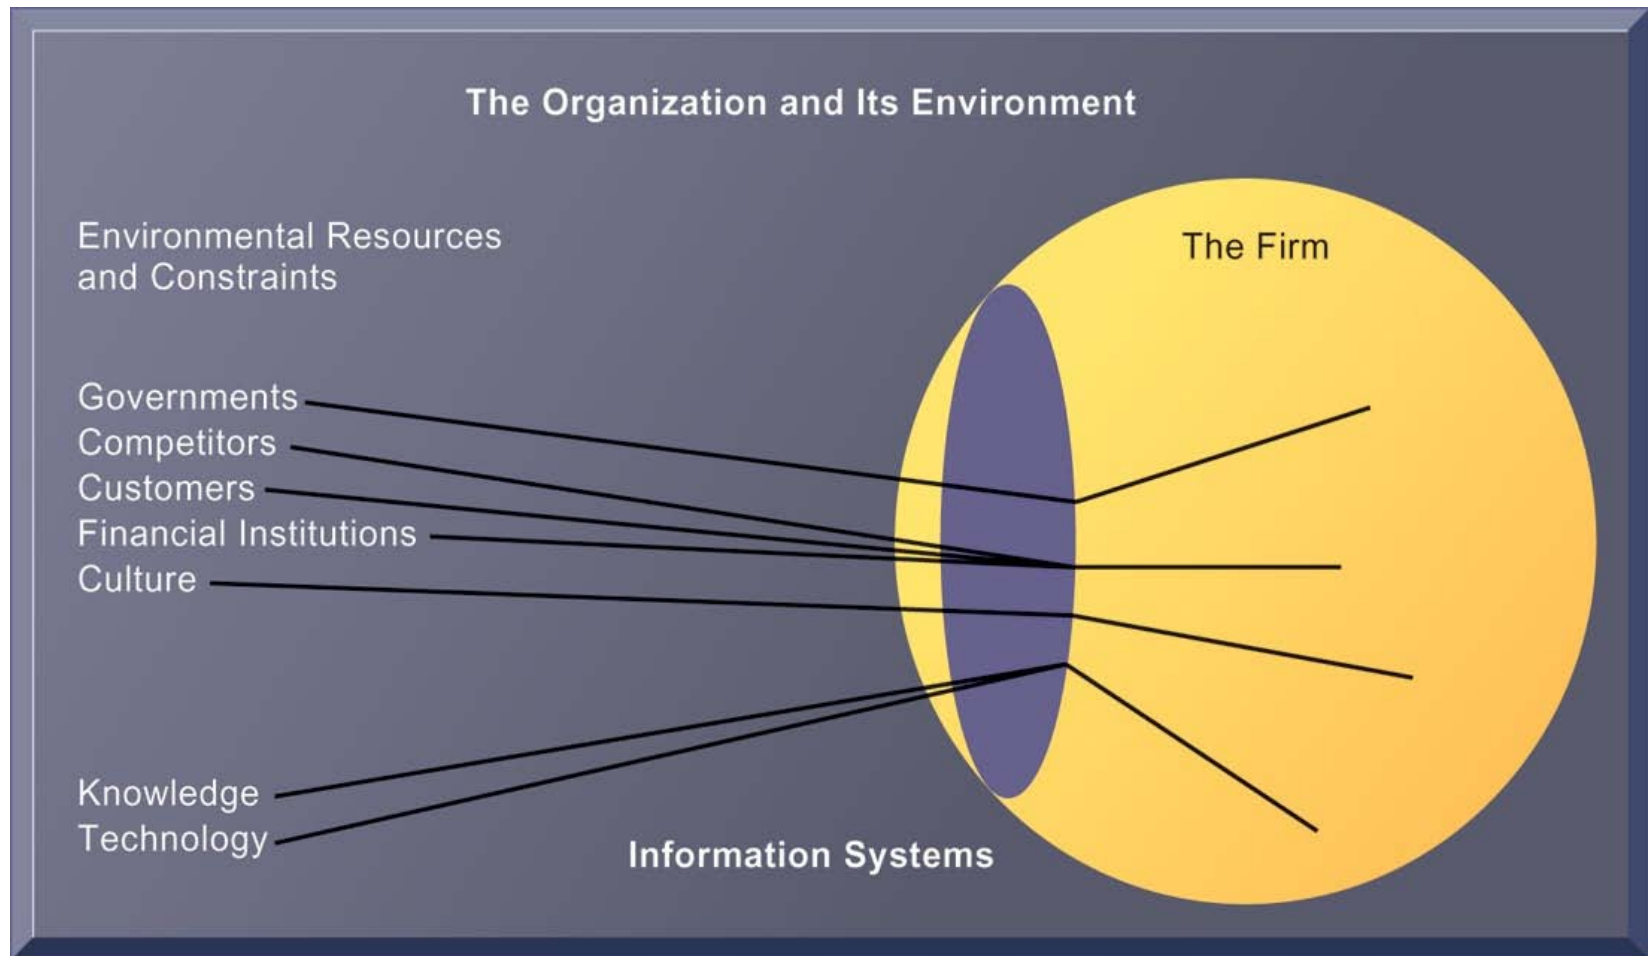 The Organization and Its Environment
Environmental Resources
and Constraints
The Firm
Governments
Competitors
Customers
Financial Institutions
Culture
Knowledge
Technology
Information Systems